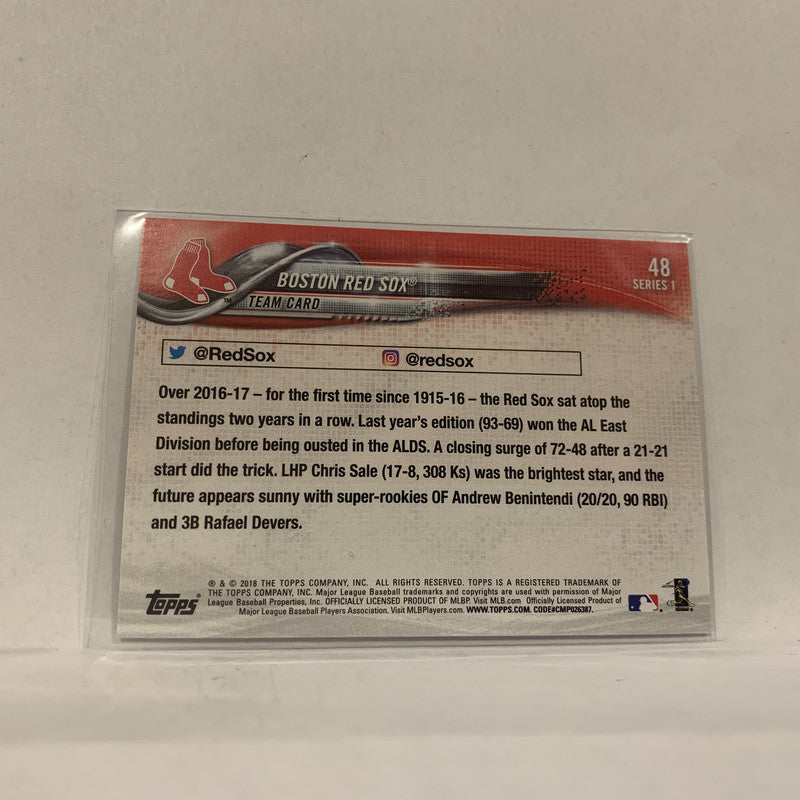 BOSTON RED SOX®
TEAM CARD
48
SERIES 1
@RedSox
@redsox
Over 2016-17 – for the first time since 1915-16 – the Red Sox sat atop the
standings two years in a row. Last year's edition (93-69) won the AL East
Division before being ousted in the ALDS. A closing surge of 72-48 after a 21-21
start did the trick. LHP Chris Sale (17-8, 308 Ks) was the brightest star, and the
future appears sunny with super-rookies OF Andrew Benintendi (20/20, 90 RBI)
and 3B Rafael Devers.
Topps®
® & © 2018 THE TOPPS COMPANY, INC. ALL RIGHTS RESERVED. TOPPS IS A REGISTERED TRADEMARK OF
THE TOPPS COMPANY, INC. Major League Baseball trademarks and copyrights are used with permission of Major
League Baseball Properties, Inc. OFFICIALLY LICENSED PRODUCT OF MLBP. Visit MLB.com Officially Licensed Product of
Major League Baseball Players Association. Visit MLBPlayers.com. WWW.TOPPS.COM. CODE#CMP026387.